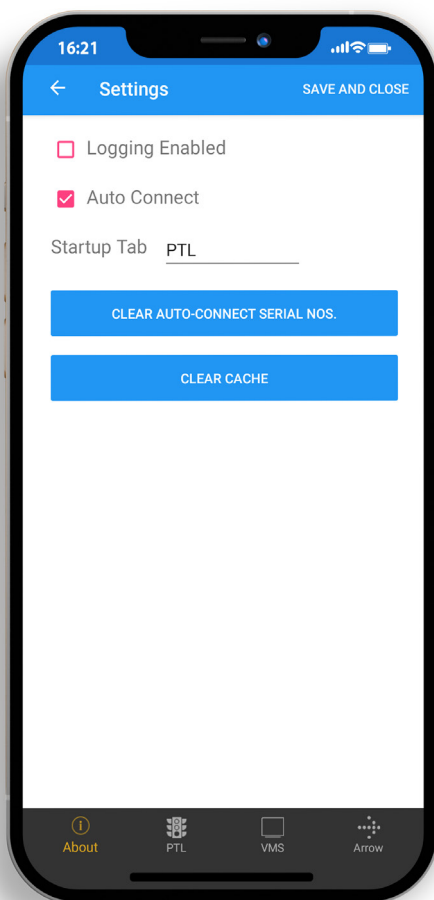 16:21
Settings SAVE AND CLOSE
Logging Enabled
Auto Connect
Startup Tab PTL
CLEAR AUTO-CONNECT SERIAL NOS.
CLEAR CACHE
About PTL VMS Arrow